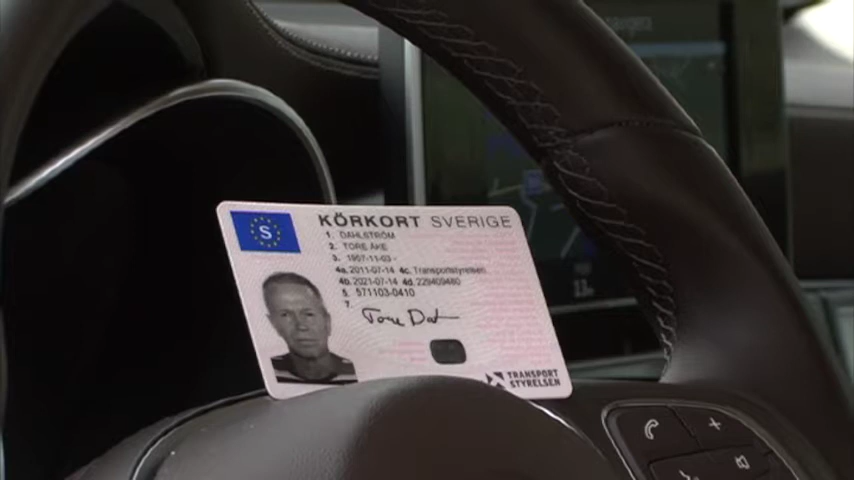 S
KÖRKORT SVERIGE
1. DAHLSTRÖM
2. TORE ÅKE
3. 1957-11-03 -
4a. 2011-07-14 4c. Transportstyrelsen
4b. 2021-07-14 4d. 229409480
5. 571103-0410
7.
TRANSPORT
STYRELSEN